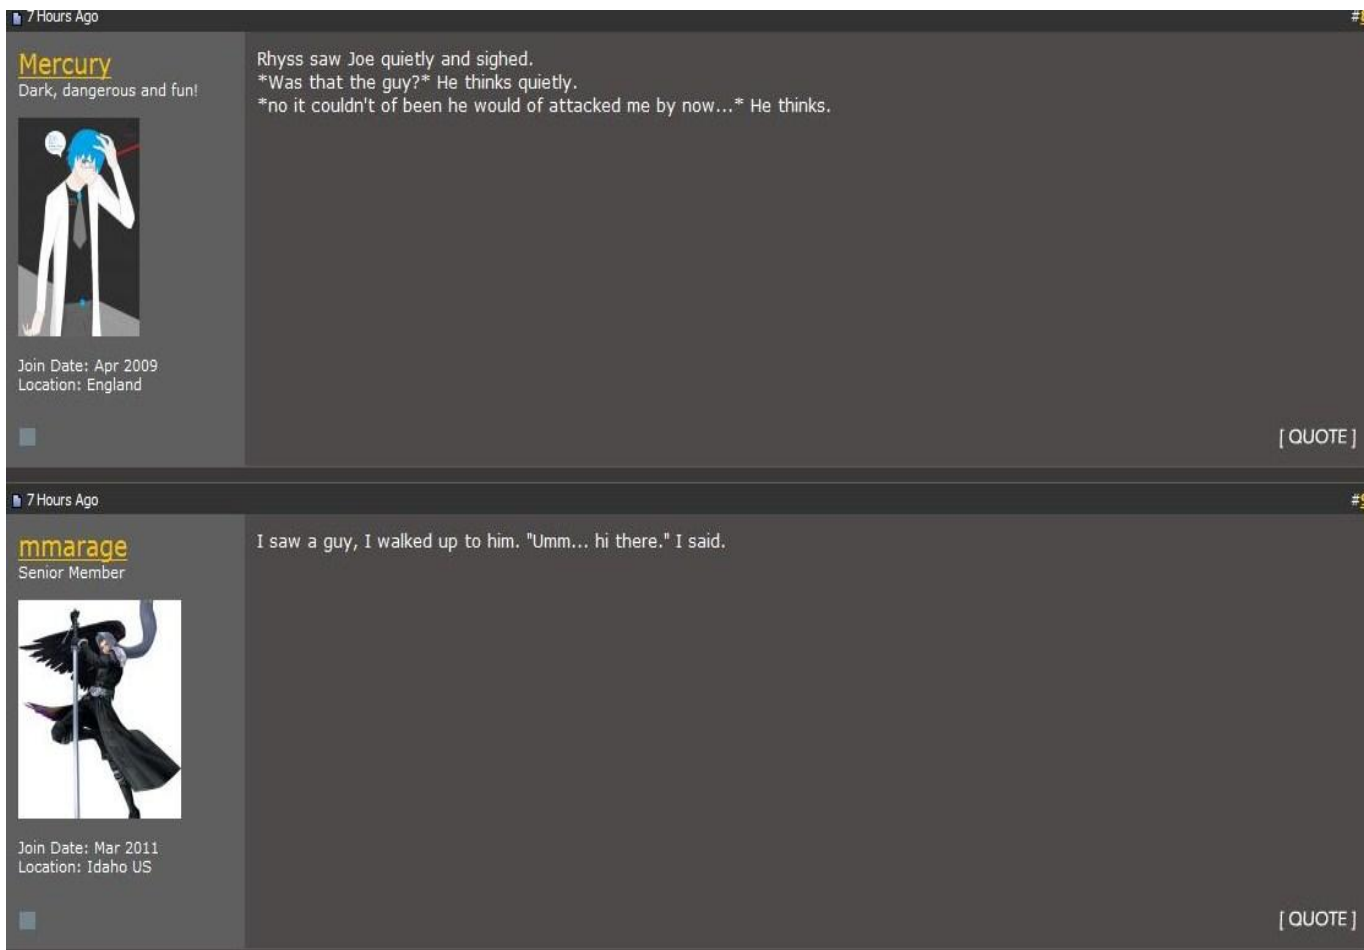 7 Hours Ago
#
Mercury
Dark, dangerous and fun!
Rhyss saw Joe quietly and sighed.
*Was that the guy?* He thinks quietly.
*no it couldn't of been he would of attacked me by now...* He thinks.
Join Date: Apr 2009
Location: England
[ QUOTE ]
7 Hours Ago
#9
mmarage
Senior Member
I saw a guy, I walked up to him. "Umm... hi there." I said.
Join Date: Mar 2011
Location: Idaho US
[ QUOTE ]